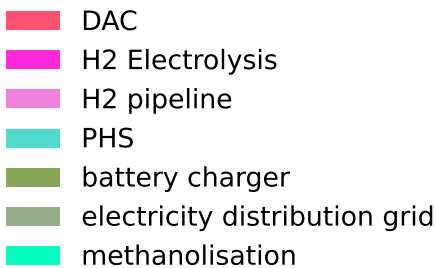 DAC
H2 Electrolysis
H2 pipeline
PHS
battery charger
electricity distribution grid
methanolisation